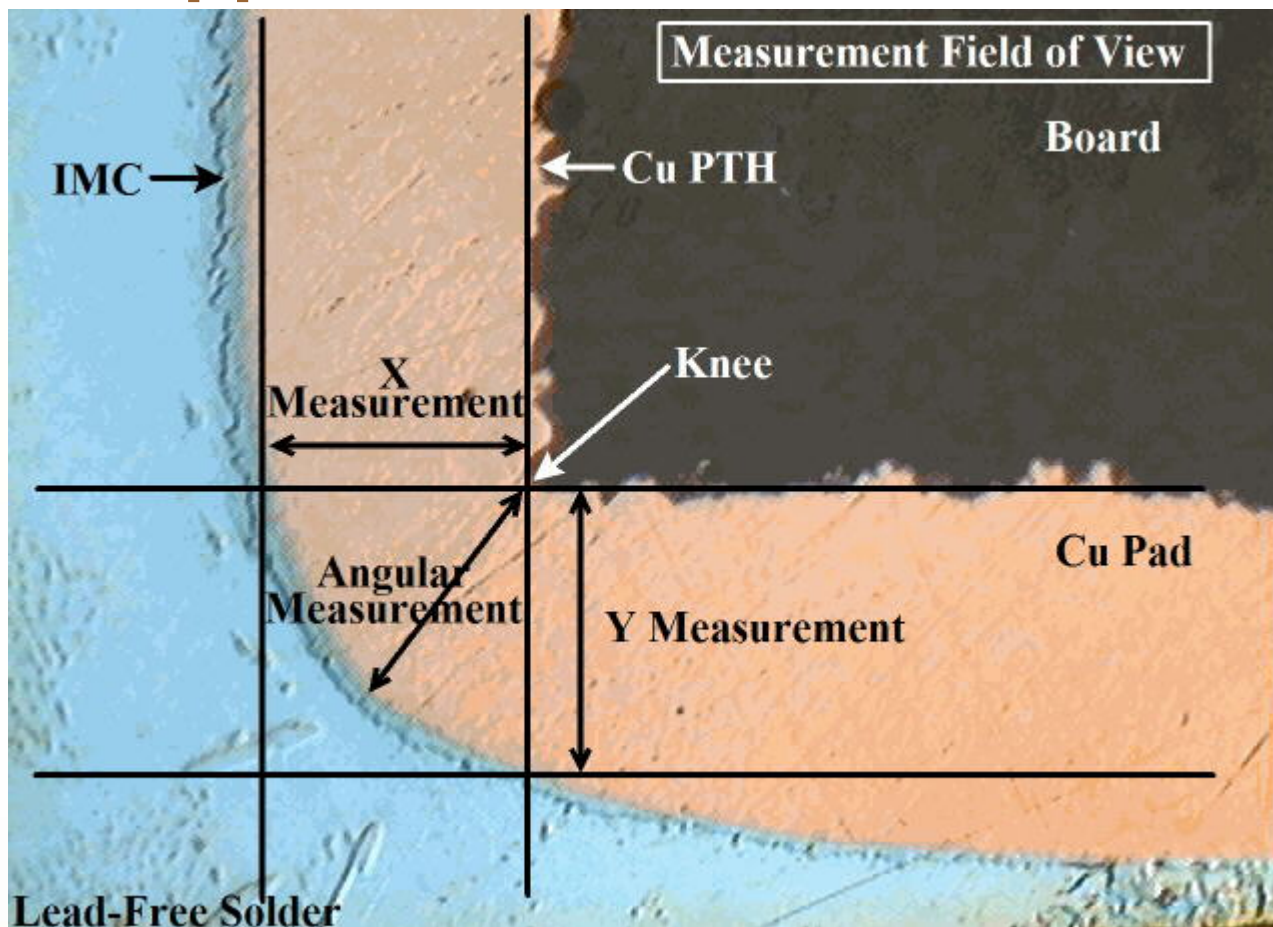 Measurement Field of View
Board
IMC
Cu PTH
Knee
X
Measurement
Cu Pad
Angular
Measurement
Y Measurement
Lead-Free Solder